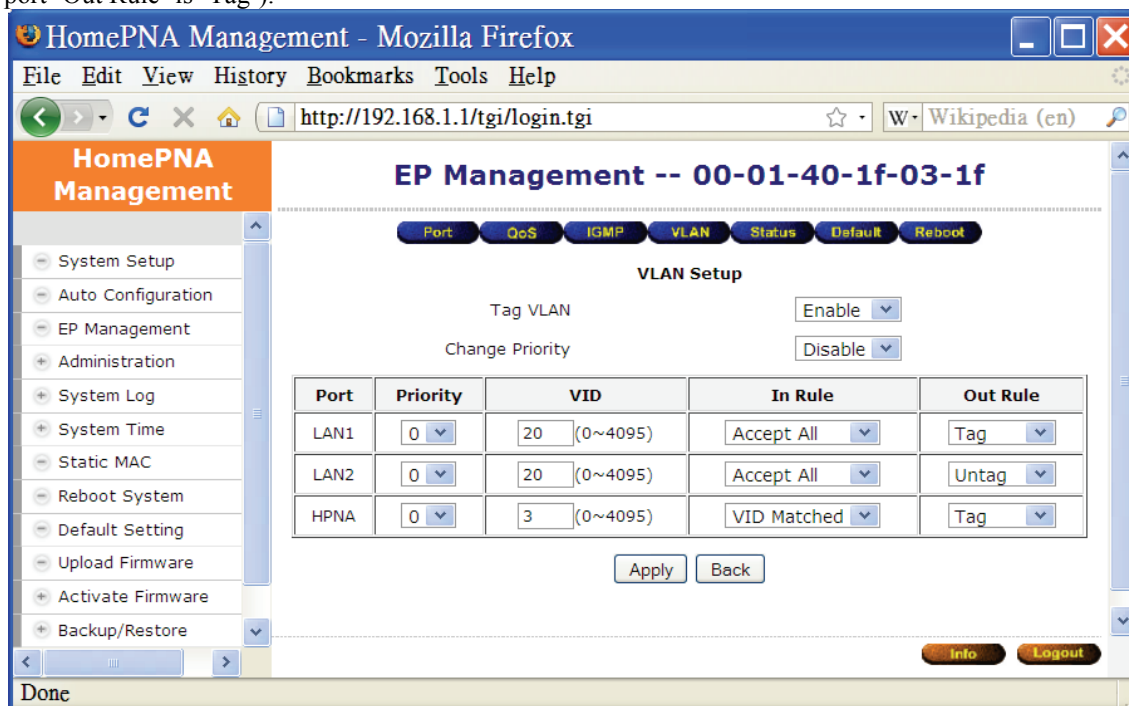 port "Out Rule" is "Tag").
HomePNA Management - Mozilla Firefox
File Edit View History Bookmarks Tools Help
http://192.168.1.1/tgi/login.tgi
W Wikipedia (en)
HomePNA
Management
System Setup
Auto Configuration
EP Management
Administration
System Log
System Time
Static MAC
Reboot System
Default Setting
Upload Firmware
Activate Firmware
Backup/Restore
EP Management -- 00-01-40-1f-03-1f
Port QoS IGMP VLAN Status Default Reboot
VLAN Setup
Tag VLAN Enable
Change Priority Disable
Port Priority VID In Rule Out Rule
LAN1 0 20 (0~4095) Accept All Tag
LAN2 0 20 (0~4095) Accept All Untag
HPNA 0 3 (0~4095) VID Matched Tag
Apply Back
Info Logout
Done